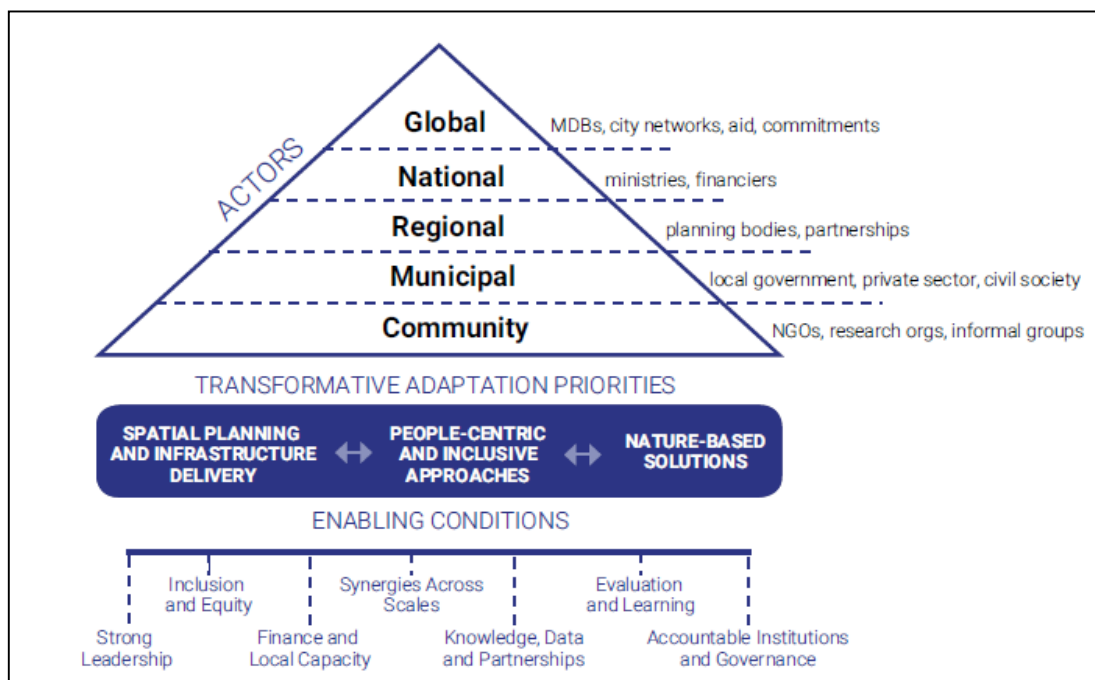 ACTORS
Global
MDBs, city networks, aid, commitments
National
ministries, financiers
Regional
planning bodies, partnerships
Municipal
local government, private sector, civil society
Community
NGOs, research orgs, informal groups
TRANSFORMATIVE ADAPTATION PRIORITIES
SPATIAL PLANNING
AND INFRASTRUCTURE
DELIVERY
PEOPLE-CENTRIC
AND INCLUSIVE
APPROACHES
NATURE-BASED
SOLUTIONS
ENABLING CONDITIONS
Strong
Leadership
Inclusion
and Equity
Finance and
Local Capacity
Synergies Across
Scales
Knowledge, Data
and Partnerships
Evaluation
and Learning
Accountable Institutions
and Governance